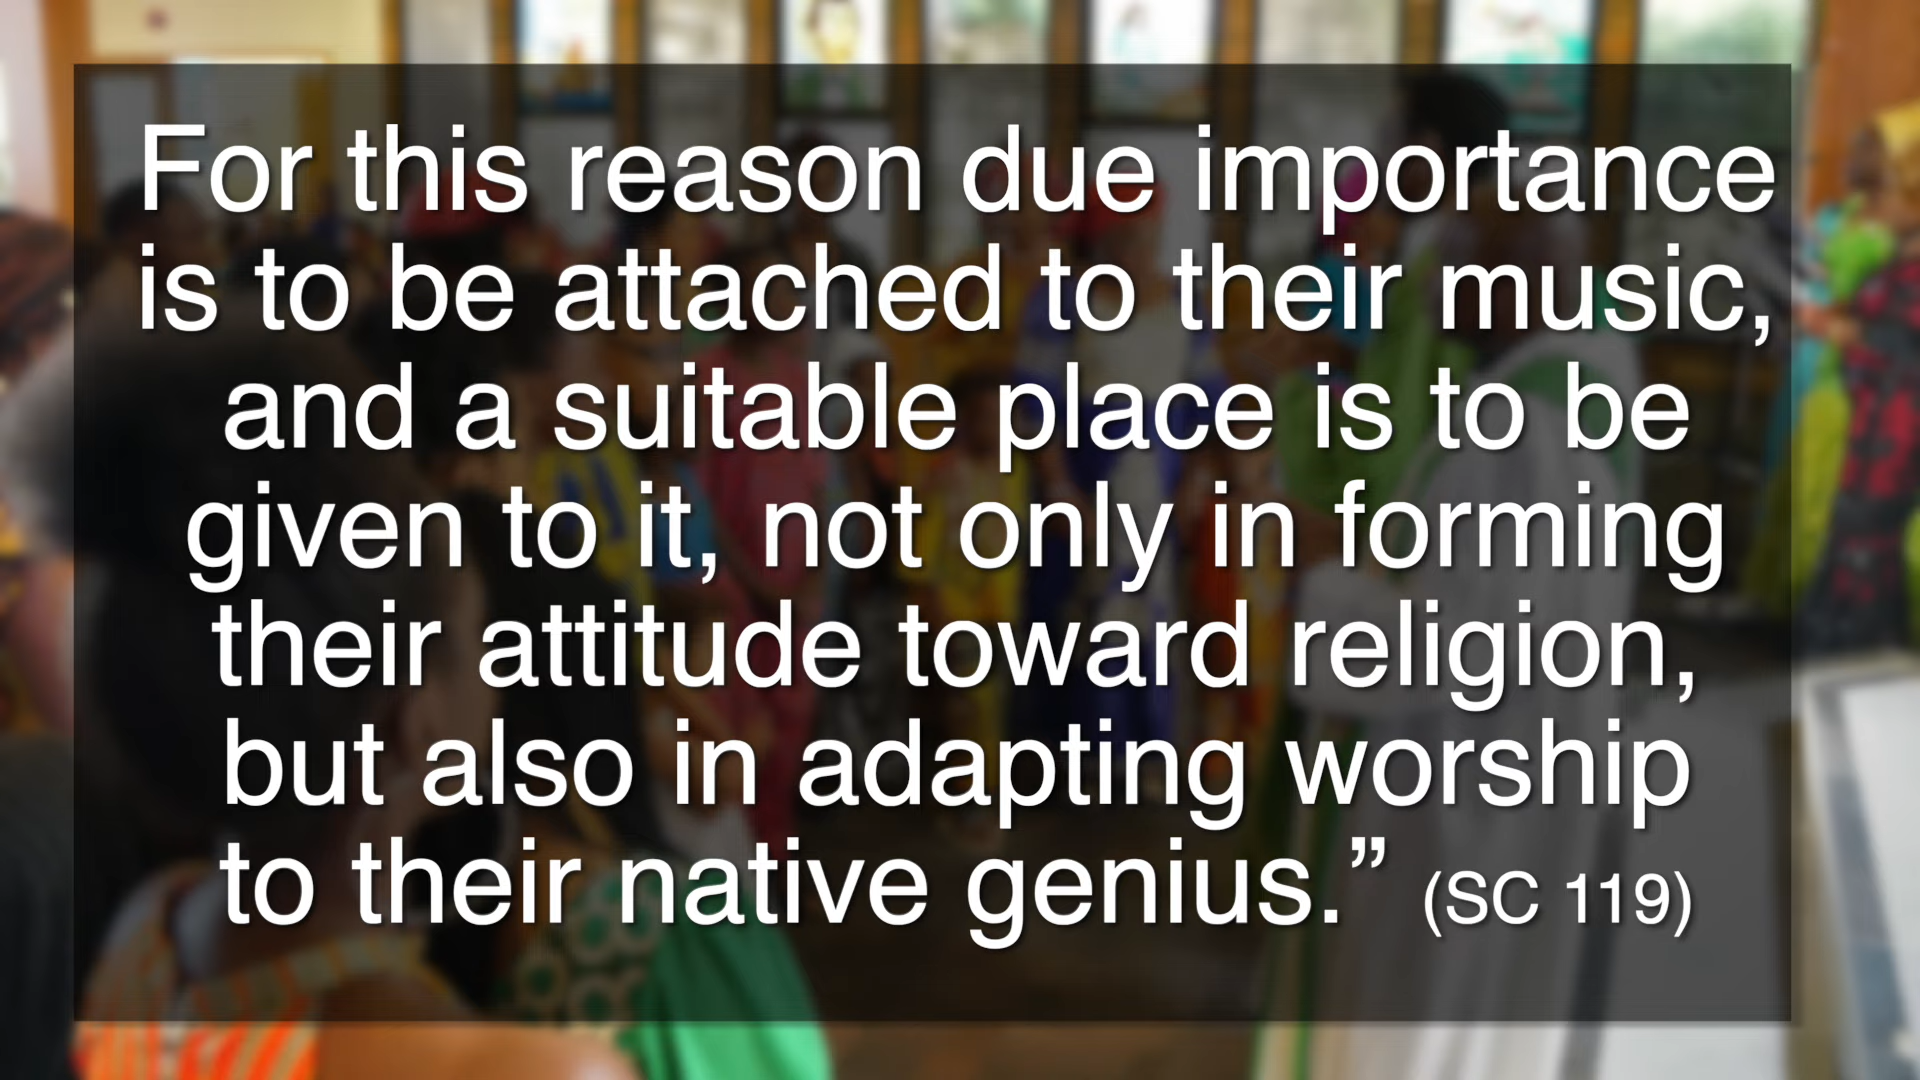 For this reason due importance
is to be attached to their music,
and a suitable place is to be
given to it, not only in forming
their attitude toward religion,
but also in adapting worship
to their native genius.” (SC 119)